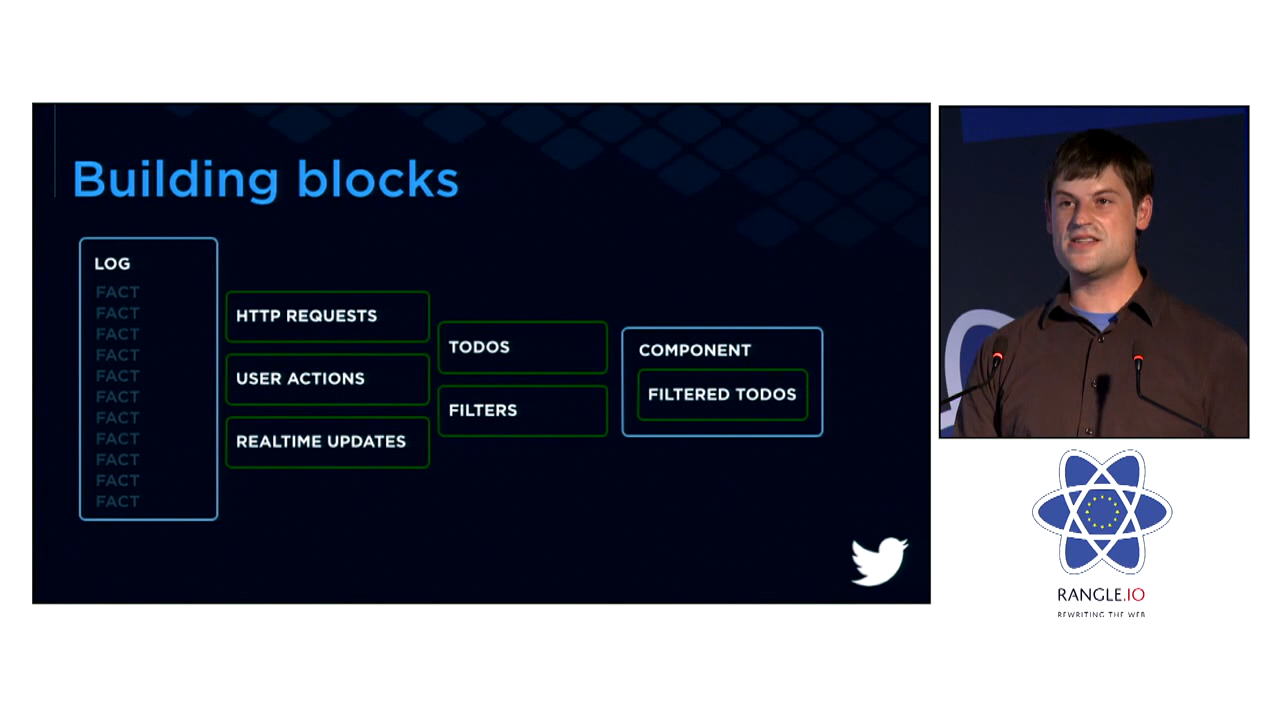 Building blocks
LOG
FACT
FACT
FACT
FACT
FACT
FACT
FACT
FACT
FACT
FACT
FACT
HTTP REQUESTS
USER ACTIONS
REALTIME UPDATES
TODOS
FILTERS
COMPONENT
FILTERED TODOS
RANGLE.IO
REWRITING THE WEB